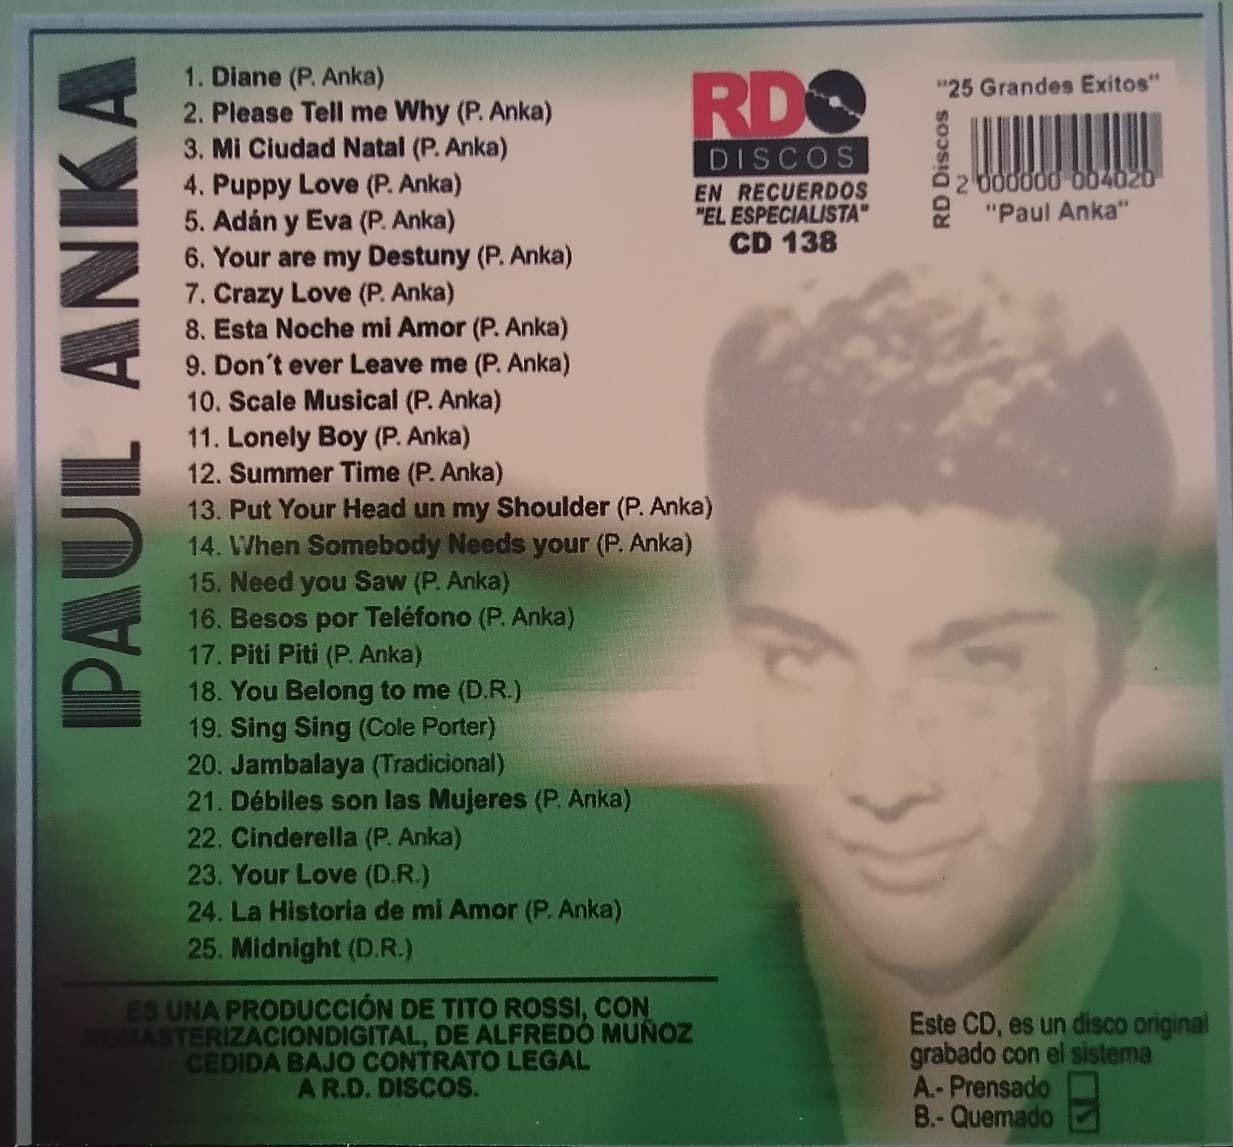 PAUL ANKA
1. Diane (P. Anka)
2. Please Tell me Why (P. Anka)
3. Mi Ciudad Natal (P. Anka)
4. Puppy Love (P. Anka)
5. Adán y Eva (P. Anka)
6. Your are my Destuny (P. Anka)
7. Crazy Love (P. Anka)
8. Esta Noche mi Amor (P. Anka)
9. Don´t ever Leave me (P. Anka)
10. Scale Musical (P. Anka)
11. Lonely Boy (P. Anka)
12. Summer Time (P. Anka)
13. Put Your Head un my Shoulder (P. Anka)
14. When Somebody Needs your (P. Anka)
15. Need you Saw (P. Anka)
16. Besos por Teléfono (P. Anka)
17. Piti Piti (P. Anka)
18. You Belong to me (D.R.)
19. Sing Sing (Cole Porter)
20. Jambalaya (Tradicional)
21. Débiles son las Mujeres (P. Anka)
22. Cinderella (P. Anka)
23. Your Love (D.R.)
24. La Historia de mi Amor (P. Anka)
25. Midnight (D.R.)
RD
DISCOS
EN RECUERDOS
"EL ESPECIALISTA"
CD 138
"25 Grandes Exitos"
RD Discos
2 000000 004020
"Paul Anka"
ES UNA PRODUCCIÓN DE TITO ROSSI, CON
REMASTERIZACIONDIGITAL, DE ALFREDO MUÑOZ
CEDIDA BAJO CONTRATO LEGAL
A R.D. DISCOS.
Este CD, es un disco original
grabado con el sistema
A.- Prensado
B.- Quemado